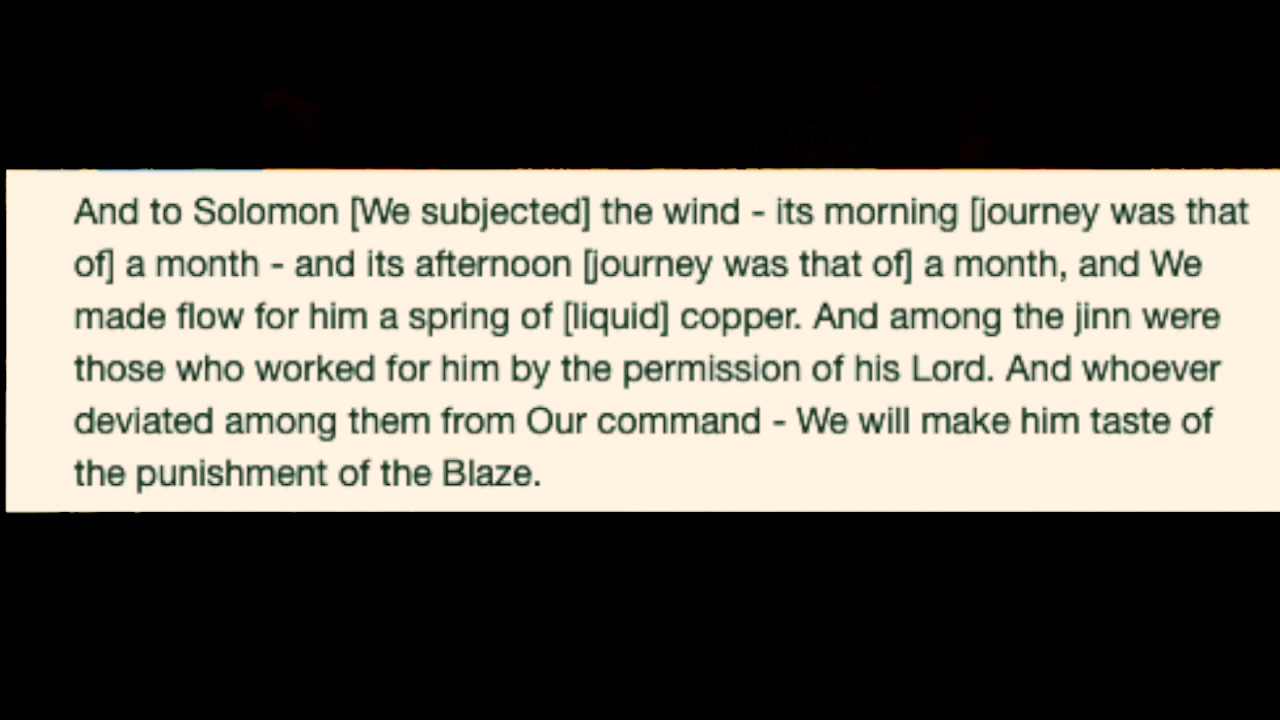 And to Solomon [We subjected] the wind - its morning [journey was that
of] a month - and its afternoon [journey was that of] a month, and We
made flow for him a spring of [liquid] copper. And among the jinn were
those who worked for him by the permission of his Lord. And whoever
deviated among them from Our command - We will make him taste of
the punishment of the Blaze.